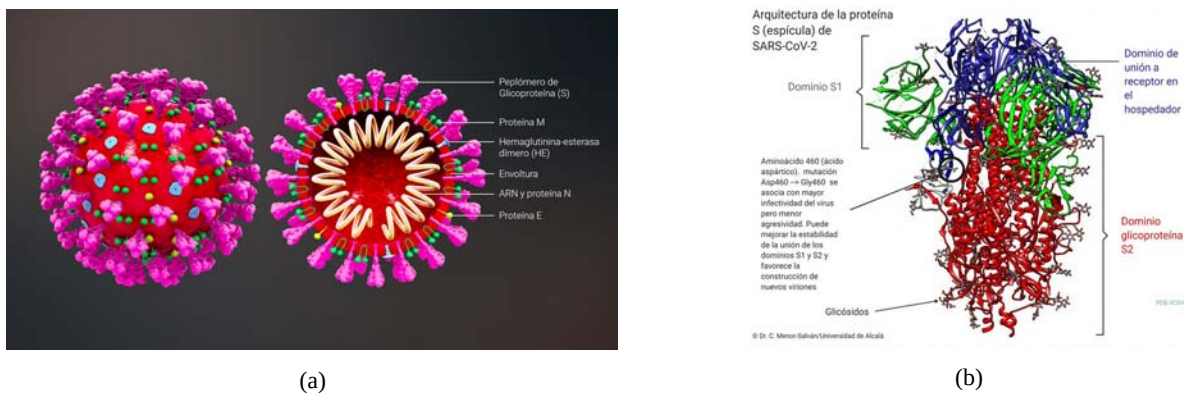 Peplómero de
Glicoproteína (S)
Proteína M
Hemaglutinina-esterasa
dímero (HE)
Envoltura
ARN y proteína N
Proteína E
(a)
Arquitectura de la proteína
S (espícula) de
SARS-CoV-2
Dominio S1
Dominio de
unión a
receptor en
el
hospedador
Aminoácido 460 (ácido
aspártico). mutación
Asp460 --> Gly460 se
asocia con mayor
infectividad del virus
pero menor
agresividad. Puede
mejorar la estabilidad
de la unión de los
dominios S1 y S2 y
favorece la
construcción de
nuevos viriones
Dominio
glicoproteína
S2
Glicósidos
PDB
© Dr. C. Menor-Salván/Universidad de Alcalá
(b)